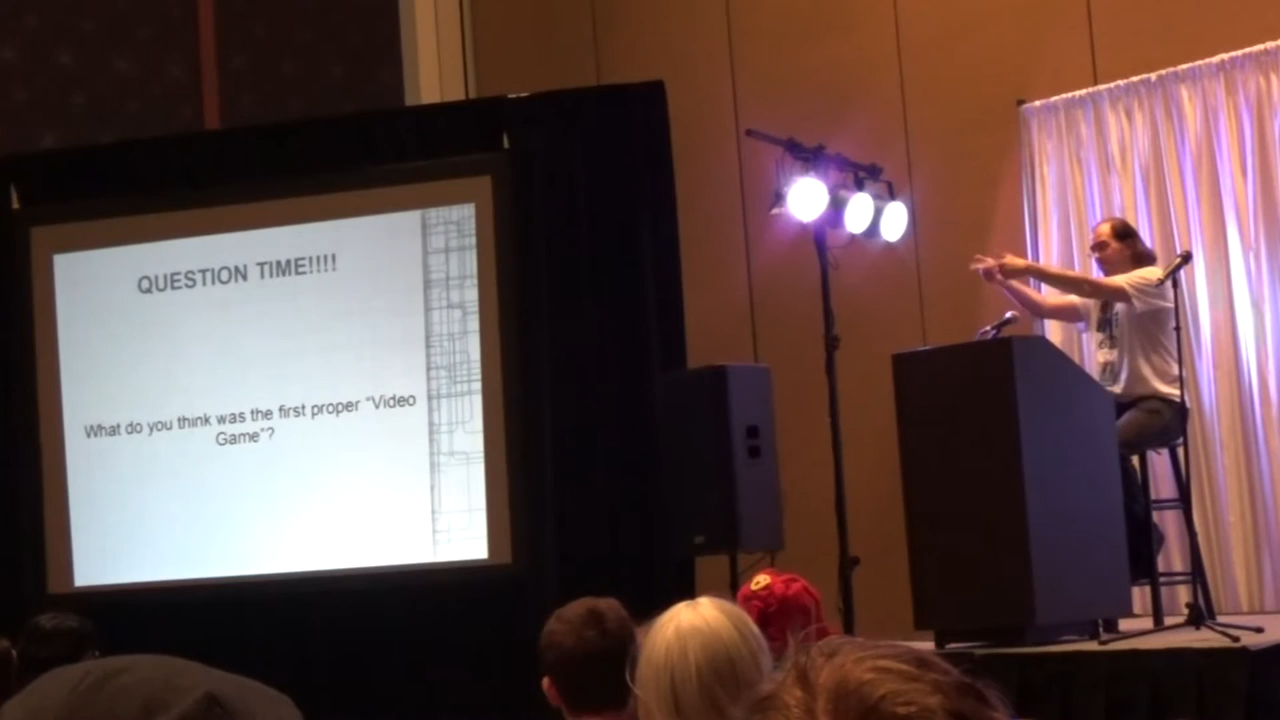 QUESTION TIME!!!!
What do you think was the first proper “Video
Game”?